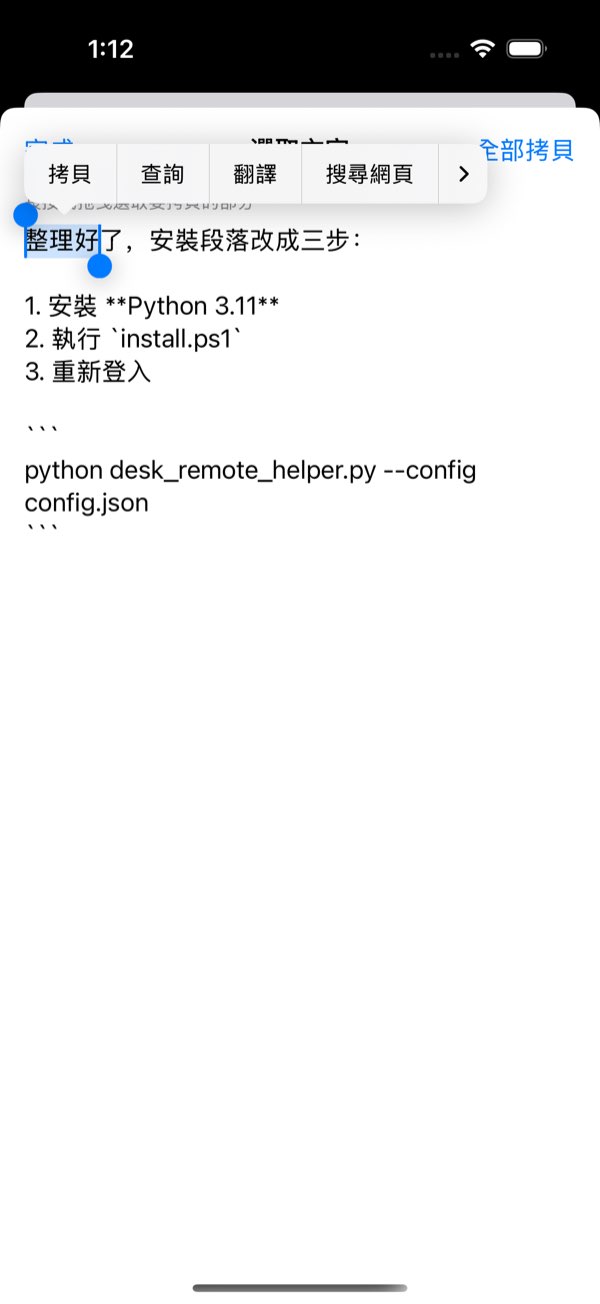 1:12
全部拷貝
拷貝
查詢
翻譯
搜尋網頁
整理好了，安裝段落改成三步：
1. 安裝 **Python 3.11**
2. 執行 `install.ps1`
3. 重新登入
```
python desk_remote_helper.py --config
config.json
```